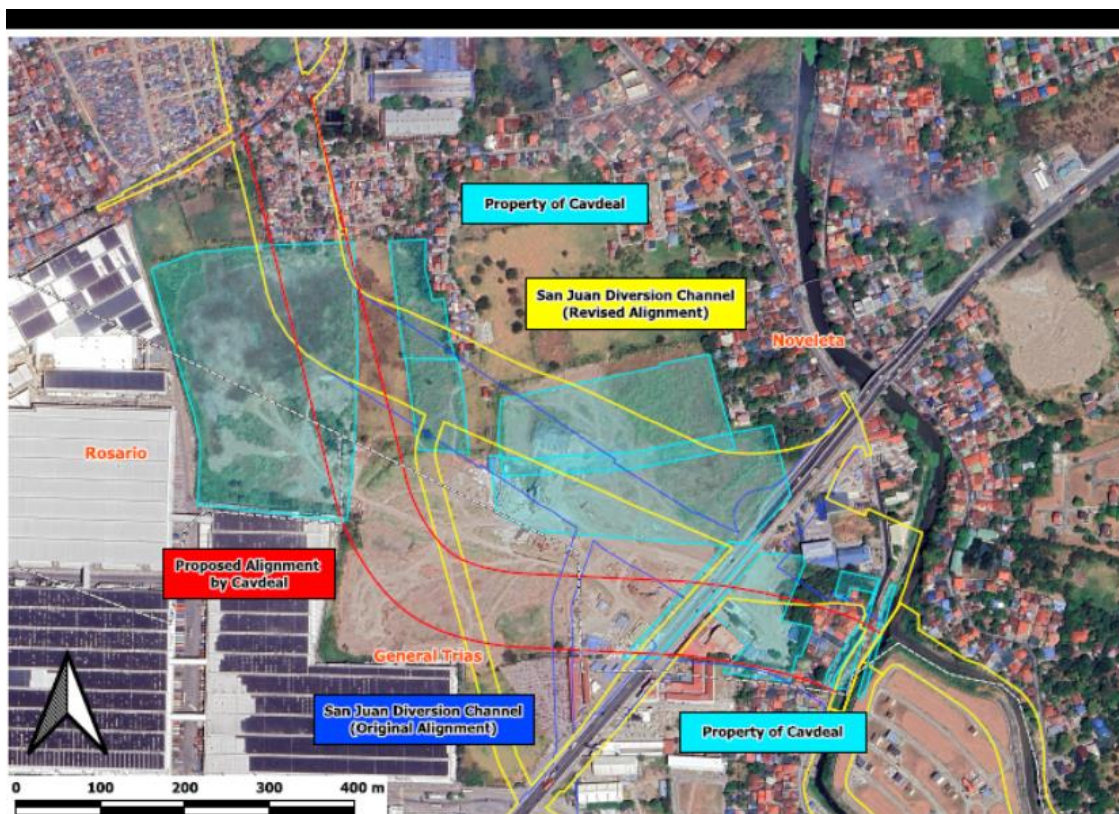 Property of Cavdeal
San Juan Diversion Channel
(Revised Alignment)
Noveleta
Rosario
Proposed Alignment
by Cavdeal
General Trias
San Juan Diversion Channel
(Original Alignment)
Property of Cavdeal
0 100 200 300 400 m